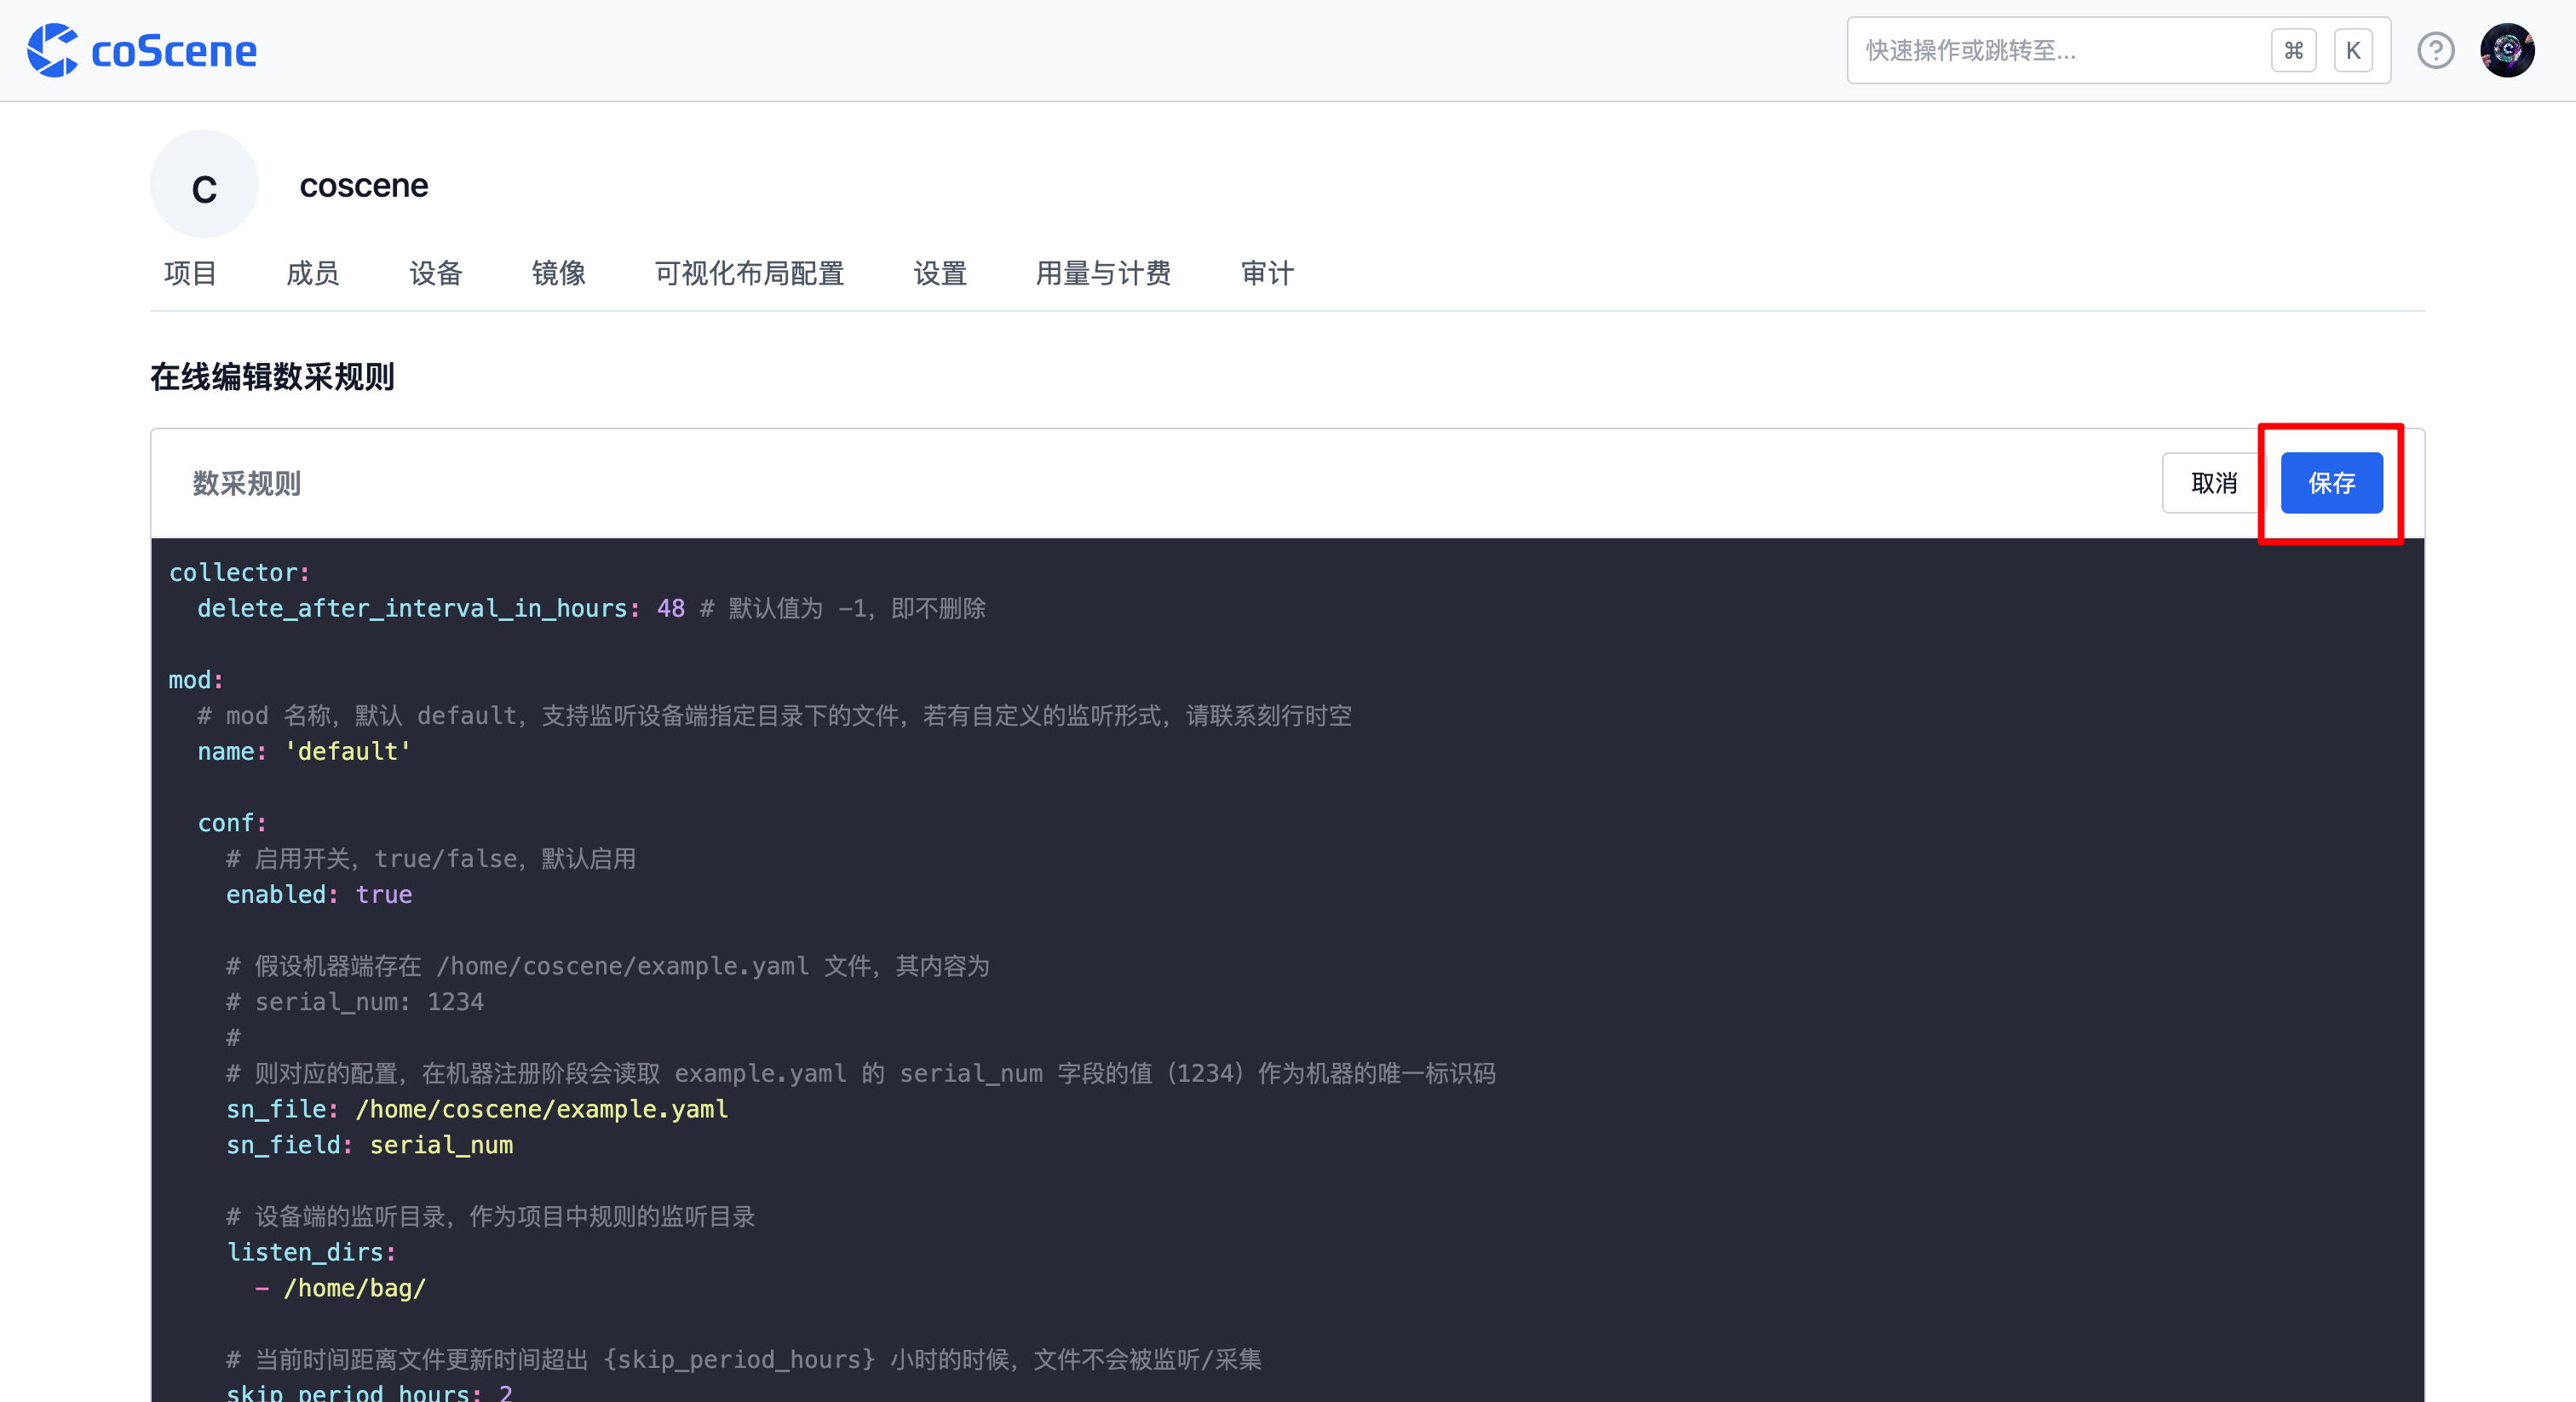 coScene
快速操作或跳转至...
⌘
K
C
coscene
项目 成员 设备 镜像 可视化布局配置 设置 用量与计费 审计
在线编辑数采规则
数采规则
取消
保存
collector:
  delete_after_interval_in_hours: 48 # 默认值为 -1, 即不删除
mod:
  # mod 名称，默认 default，支持监听设备端指定目录下的文件，若有自定义的监听形式，请联系刻行时空
  name: 'default'
  conf:
    # 启用开关，true/false，默认启用
    enabled: true
    # 假设机器端存在 /home/coscene/example.yaml 文件，其内容为
    # serial_num: 1234
    #
    # 则对应的配置，在机器注册阶段会读取 example.yaml 的 serial_num 字段的值（1234）作为机器的唯一标识码
    sn_file: /home/coscene/example.yaml
    sn_field: serial_num
    # 设备端的监听目录，作为项目中规则的监听目录
    listen_dirs:
      - /home/bag/
    # 当前时间距离文件更新时间超出 {skip_period_hours} 小时的时候，文件不会被监听/采集
    skip_period_hours: 2